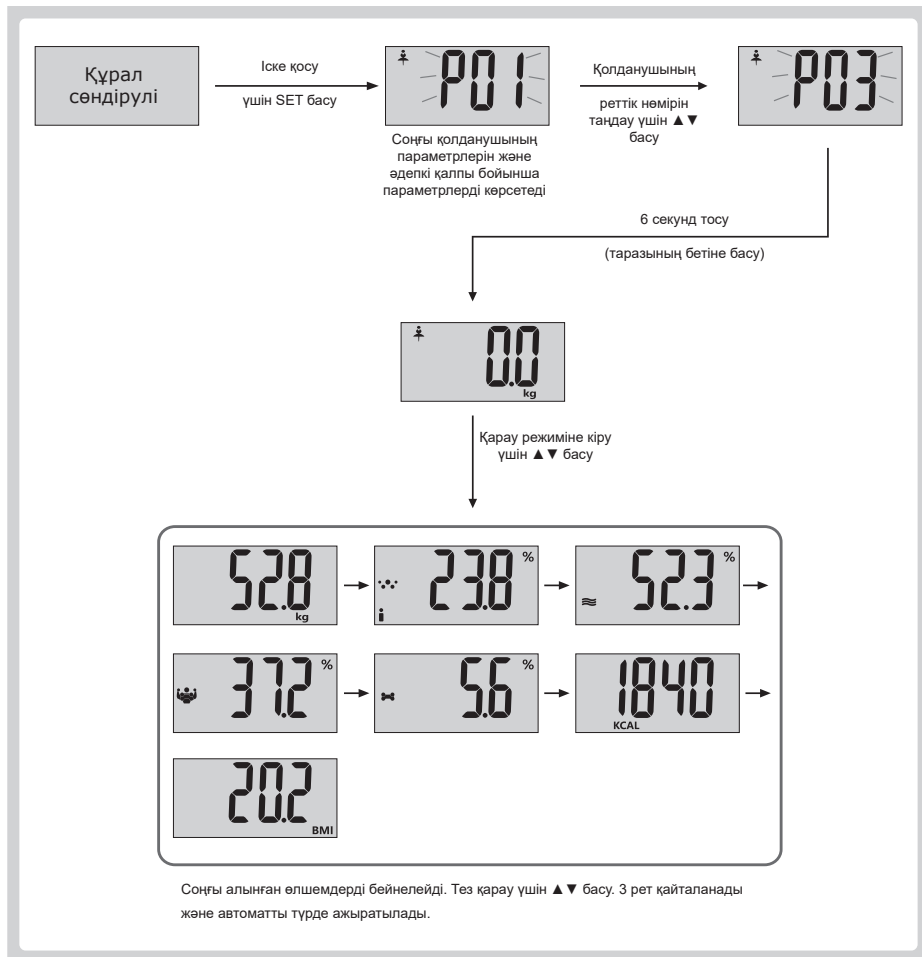 Құрал
сөндірулі
Іске қосу
үшін SET басу
P01
Соңғы қолданушының
параметрлерін және
әдепкі қалпы бойынша
параметрлерді көрсетеді
Қолданушының
реттік нөмірін
таңдау үшін ▲▼
басу
P03
6 секунд тосу
(таразының бетіне басу)
0.0
kg
Қарау режиміне кіру
үшін ▲▼ басу
52.8
kg
23.8 %
52.3 %
37.2 %
5.6 %
1840
KCAL
20.2
BMI
Соңғы алынған өлшемдерді бейнелейді. Тез қарау үшін ▲▼ басу. 3 рет қайталанады
және автоматты түрде ажыратылады.